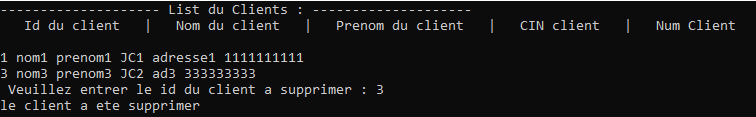 -------------------- List du Clients : --------------------
Id du client | Nom du client | Prenom du client | CIN client | Num Client
1 nom1 prenom1 JC1 adresse1 1111111111
3 nom3 prenom3 JC2 ad3 333333333
Veuillez entrer le id du client a supprimer : 3
le client a ete supprimer